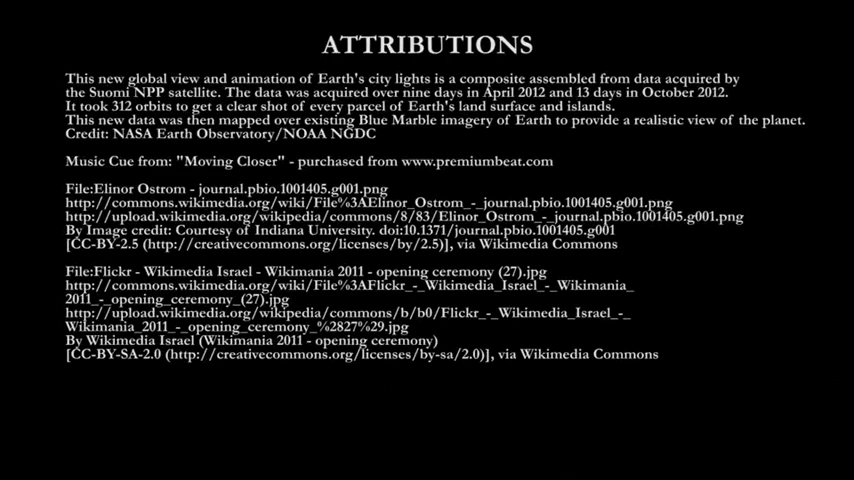 ATTRIBUTIONS
This new global view and animation of Earth's city lights is a composite assembled from data acquired by
the Suomi NPP satellite. The data was acquired over nine days in April 2012 and 13 days in October 2012.
It took 312 orbits to get a clear shot of every parcel of Earth's land surface and islands.
This new data was then mapped over existing Blue Marble imagery of Earth to provide a realistic view of the planet.
Credit: NASA Earth Observatory/NOAA NGDC
Music Cue from: "Moving Closer" - purchased from www.premiumbeat.com
File:Elinor Ostrom - journal.pbio.1001405.g001.png
http://commons.wikimedia.org/wiki/File%3AElinor_Ostrom_-_journal.pbio.1001405.g001.png
http://upload.wikimedia.org/wikipedia/commons/8/83/Elinor_Ostrom_-_journal.pbio.1001405.g001.png
By Image credit: Courtesy of Indiana University. doi:10.1371/journal.pbio.1001405.g001
[CC-BY-2.5 (http://creativecommons.org/licenses/by/2.5)], via Wikimedia Commons
File:Flickr - Wikimedia Israel - Wikimania 2011 - opening ceremony (27).jpg
http://commons.wikimedia.org/wiki/File%3AFlickr_-_Wikimedia_Israel_-_Wikimania_
2011_-_opening_ceremony_(27).jpg
http://upload.wikimedia.org/wikipedia/commons/b/b0/Flickr_-_Wikimedia_Israel_-_
Wikimania_2011_-_opening_ceremony_%2827%29.jpg
By Wikimedia Israel (Wikimania 2011 - opening ceremony)
[CC-BY-SA-2.0 (http://creativecommons.org/licenses/by-sa/2.0)], via Wikimedia Commons